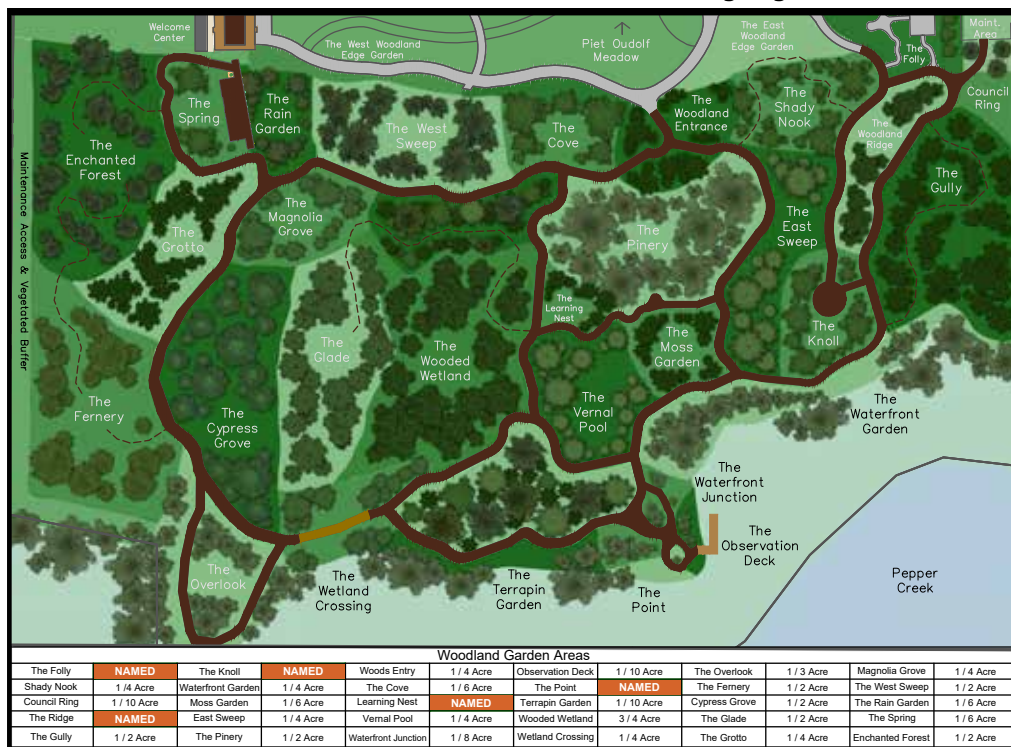 Welcome
Center
The West Woodland
Edge Garden
Piet Oudolf
Meadow
The East
Woodland
Edge Garden
The
Folly
Maint.
Area
Council
Ring
The
Spring
The
Rain
Garden
The West
Sweep
The
Cove
The
Woodland
Entrance
The
Shady
Nook
The
Woodland
Ridge
The
Gully
The
Enchanted
Forest
Maintenance Access & Vegetated Buffer
The
Grotto
The
Magnolia
Grove
The
Pinery
The
East
Sweep
The
Learning
Nest
The
Glade
The
Wooded
Wetland
The
Moss
Garden
The
Knoll
The
Fernery
The
Cypress
Grove
The
Vernal
Pool
The
Waterfront
Garden
The
Waterfront
Junction
The
Observation
Deck
The
Overlook
The
Wetland
Crossing
The
Terrapin
Garden
The
Point
Pepper
Creek
Woodland Garden Areas
The Folly NAMED The Knoll NAMED Woods Entry 1 / 4 Acre Observation Deck 1 / 10 Acre The Overlook 1 / 3 Acre Magnolia Grove 1 / 4 Acre
Shady Nook 1 /4 Acre Waterfront Garden 1 / 4 Acre The Cove 1 / 6 Acre The Point NAMED The Fernery 1 / 2 Acre The West Sweep 1 / 2 Acre
Council Ring 1 / 10 Acre Moss Garden 1 / 6 Acre Learning Nest NAMED Terrapin Garden 1 / 10 Acre Cypress Grove 1 / 2 Acre The Rain Garden 1 / 6 Acre
The Ridge NAMED East Sweep 1 / 4 Acre Vernal Pool 1 / 4 Acre Wooded Wetland 3 / 4 Acre The Glade 1 / 2 Acre The Spring 1 / 6 Acre
The Gully 1 / 2 Acre The Pinery 1 / 2 Acre Waterfront Junction 1 / 8 Acre Wetland Crossing 1 / 4 Acre The Grotto 1 / 4 Acre Enchanted Forest 1 / 2 Acre